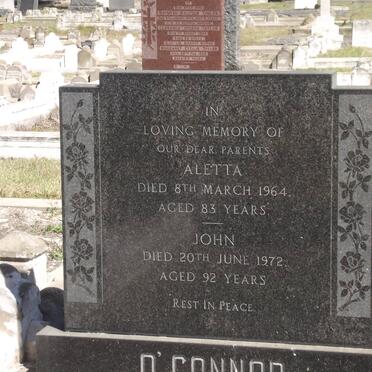 IN
LOVING MEMORY OF
OUR DEAR PARENTS
ALETTA
DIED 8TH MARCH 1964.
AGED 83 YEARS.
JOHN
DIED 20TH JUNE 1972.
AGED 92 YEARS
REST IN PEACE
O'CONNOR